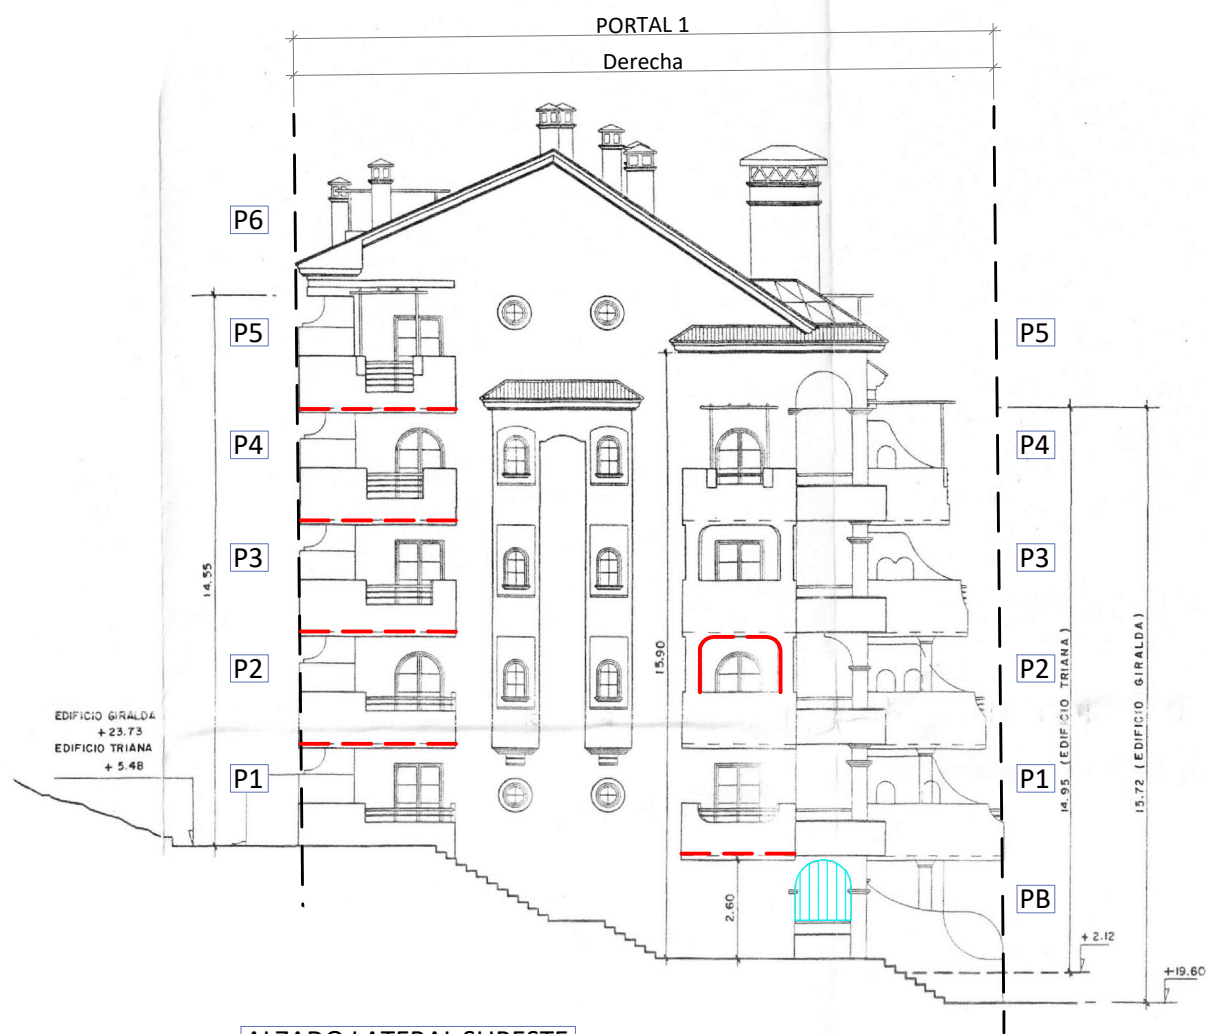 PORTAL 1
Derecha
P6
P5
P5
P4
P4
P3
P3
14.55
15.90
14.95 (EDIFICIO TRIANA)
15.72 (EDIFICIO GIRALDA)
P2
P2
EDIFICIO GIRALDA
+ 23.73
EDIFICIO TRIANA
+ 5.48
P1
P1
2.60
PB
+ 2.12
+19.60
ALZADO LATERAL SURESTE